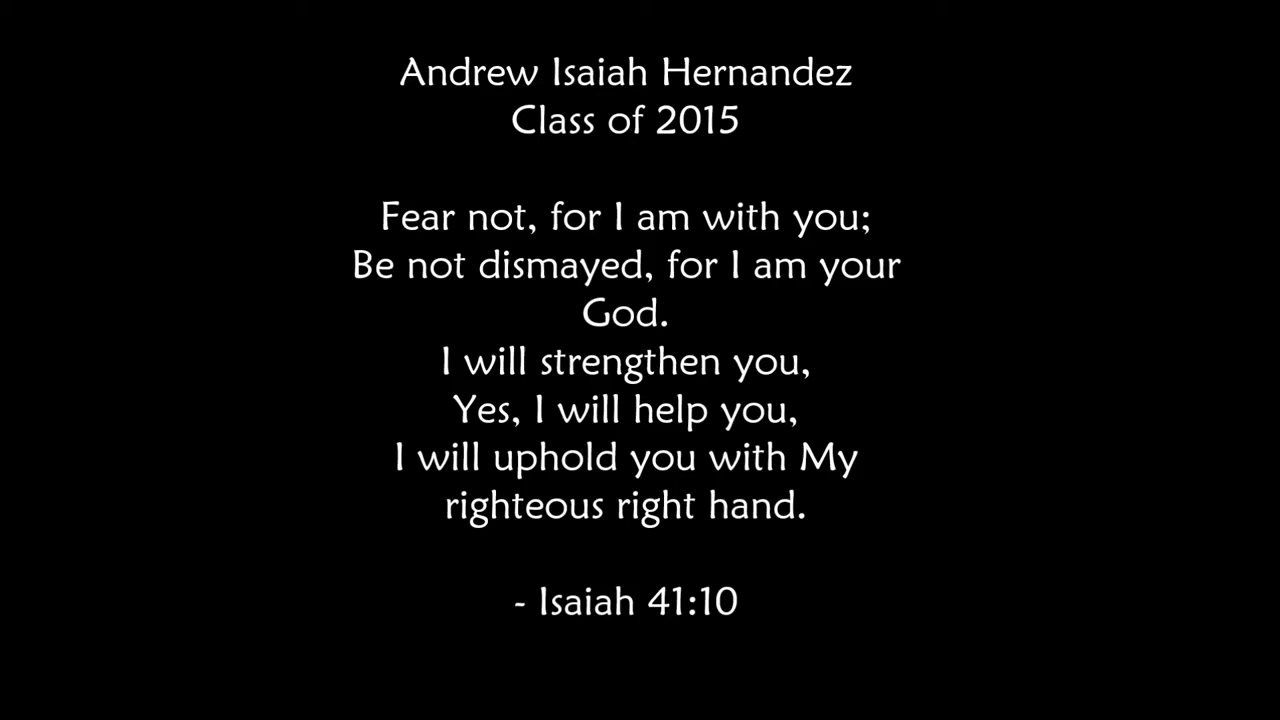 Andrew Isaiah Hernandez
Class of 2015
Fear not, for I am with you;
Be not dismayed, for I am your
God.
I will strengthen you,
Yes, I will help you,
I will uphold you with My
righteous right hand.
- Isaiah 41:10